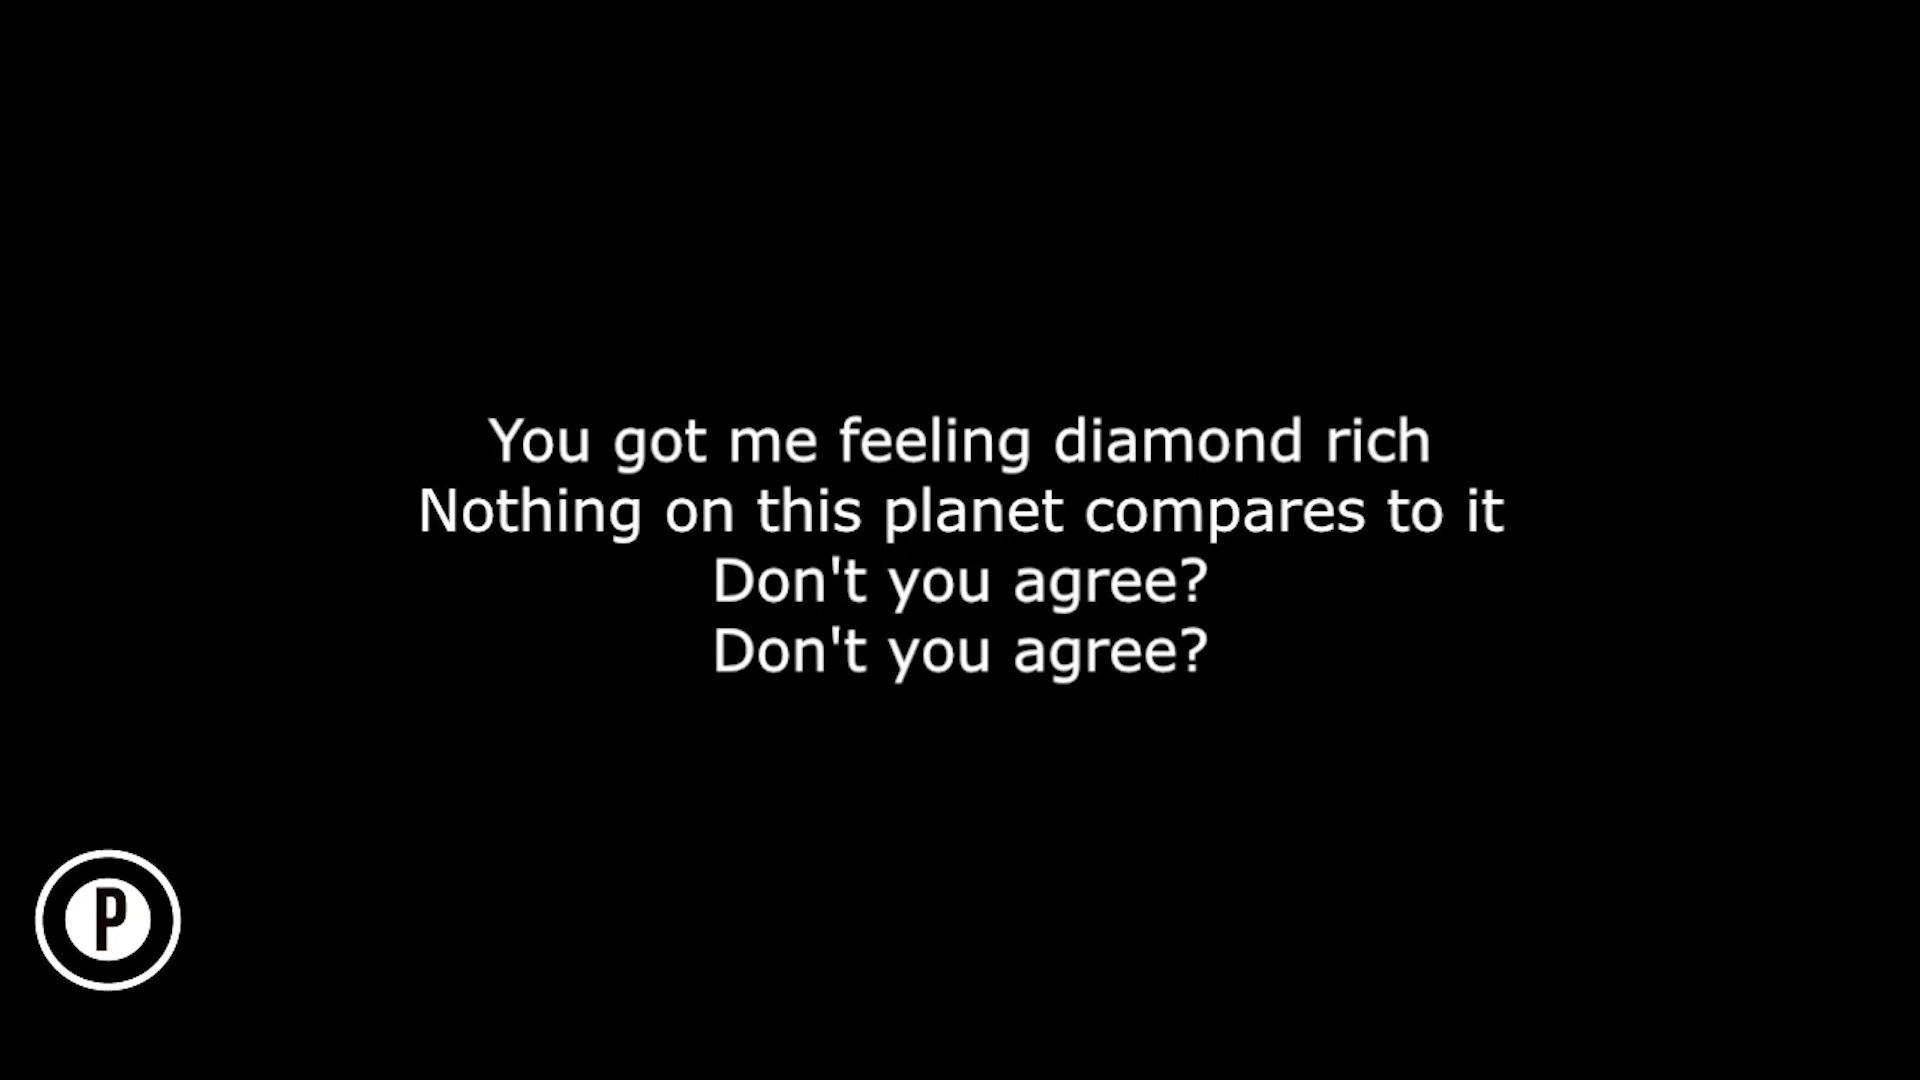 You got me feeling diamond rich
Nothing on this planet compares to it
Don't you agree?
Don't you agree?
P